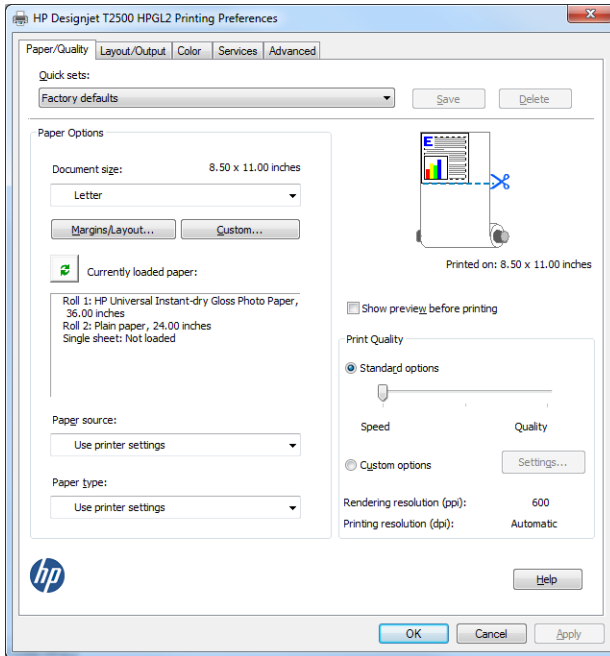 HP Designjet T2500 HPGL2 Printing Preferences
Paper/Quality Layout/Output Color Services Advanced
Quick sets:
Factory defaults
Save Delete
Paper Options
Document size: 8.50 x 11.00 inches
Letter
Margins/Layout... Custom...
Currently loaded paper:
Roll 1: HP Universal Instant-dry Gloss Photo Paper,
36.00 inches
Roll 2: Plain paper, 24.00 inches
Single sheet: Not loaded
Paper source:
Use printer settings
Paper type:
Use printer settings
E
Printed on: 8.50 x 11.00 inches
Show preview before printing
Print Quality
Standard options
Speed Quality
Custom options Settings...
Rendering resolution (ppi): 600
Printing resolution (dpi): Automatic
hp
Help
OK Cancel Apply